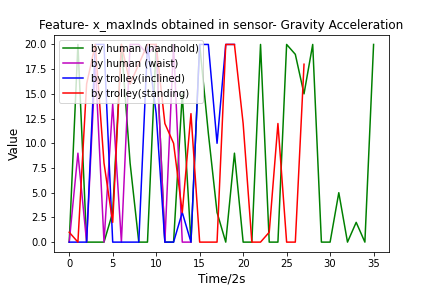 Feature- x_maxInds obtained in sensor- Gravity Acceleration
20.0
17.5
15.0
12.5
10.0
7.5
5.0
2.5
0.0
Value
by human (handhold)
by human (waist)
by trolley(inclined)
by trolley(standing)
0 5 10 15 20 25 30 35
Time/2s